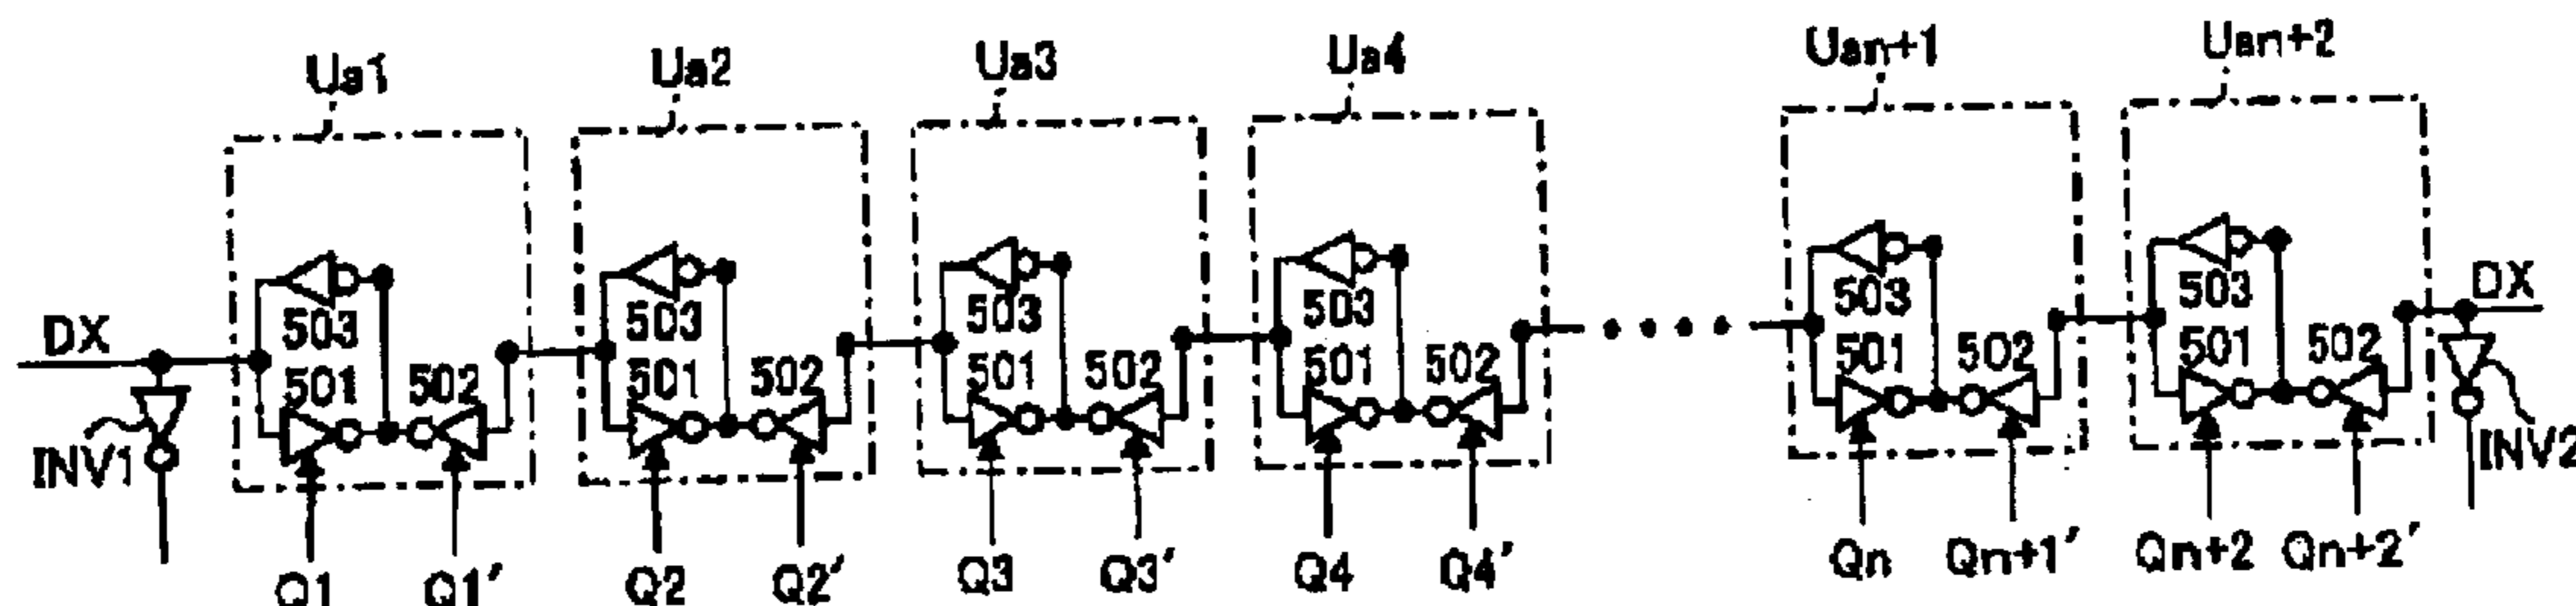 Ua1 Ua2 Ua3 Ua4 Uan+1 Uan+2
DX 503 503 503 503 503 503 DX
501 502 501 502 501 502 501 502 501 502 501 502
INV1 INV2
Q1 Q1′ Q2 Q2′ Q3 Q3′ Q4 Q4′ Qn Qn+1′ Qn+2 Qn+2′